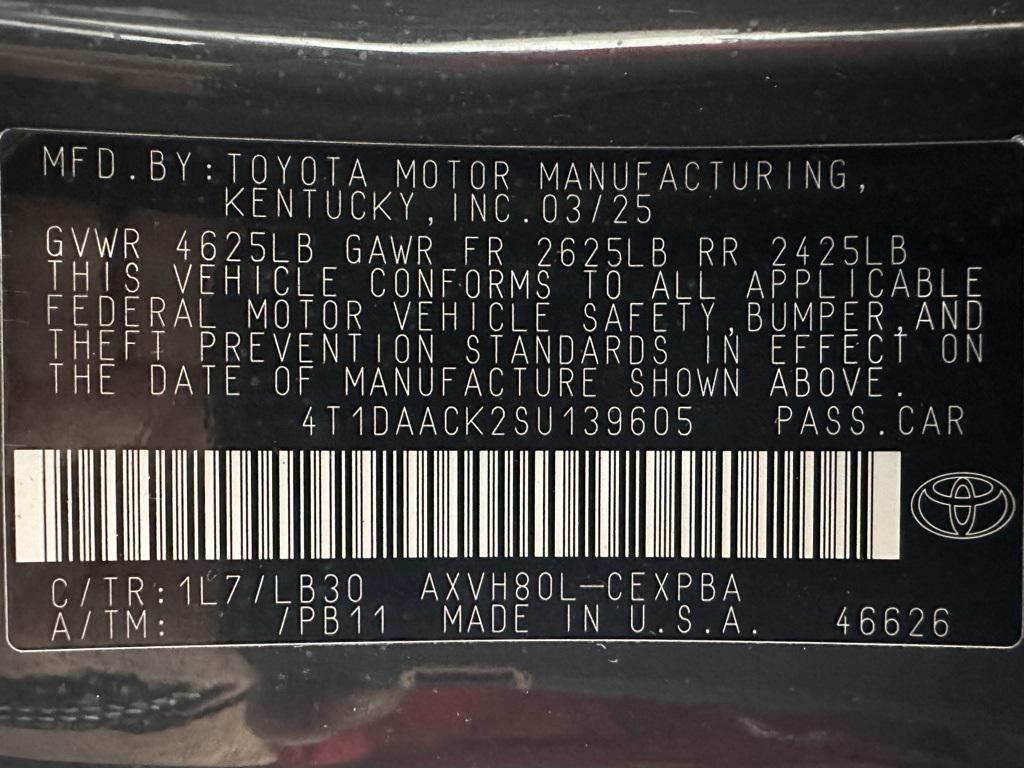 MFD.BY:TOYOTA MOTOR MANUFACTURING,
KENTUCKY,INC.03/25
GVWR 4625LB GAWR FR 2625LB RR 2425LB
THIS VEHICLE CONFORMS TO ALL APPLICABLE
FEDERAL MOTOR VEHICLE SAFETY,BUMPER,AND
THEFT PREVENTION STANDARDS IN EFFECT ON
THE DATE OF MANUFACTURE SHOWN ABOVE.
4T1DAACK2SU139605 PASS.CAR
C/TR:1L7/LB30 AXVH80L-CEXPBA
A/TM: /PB11 MADE IN U.S.A. 46626